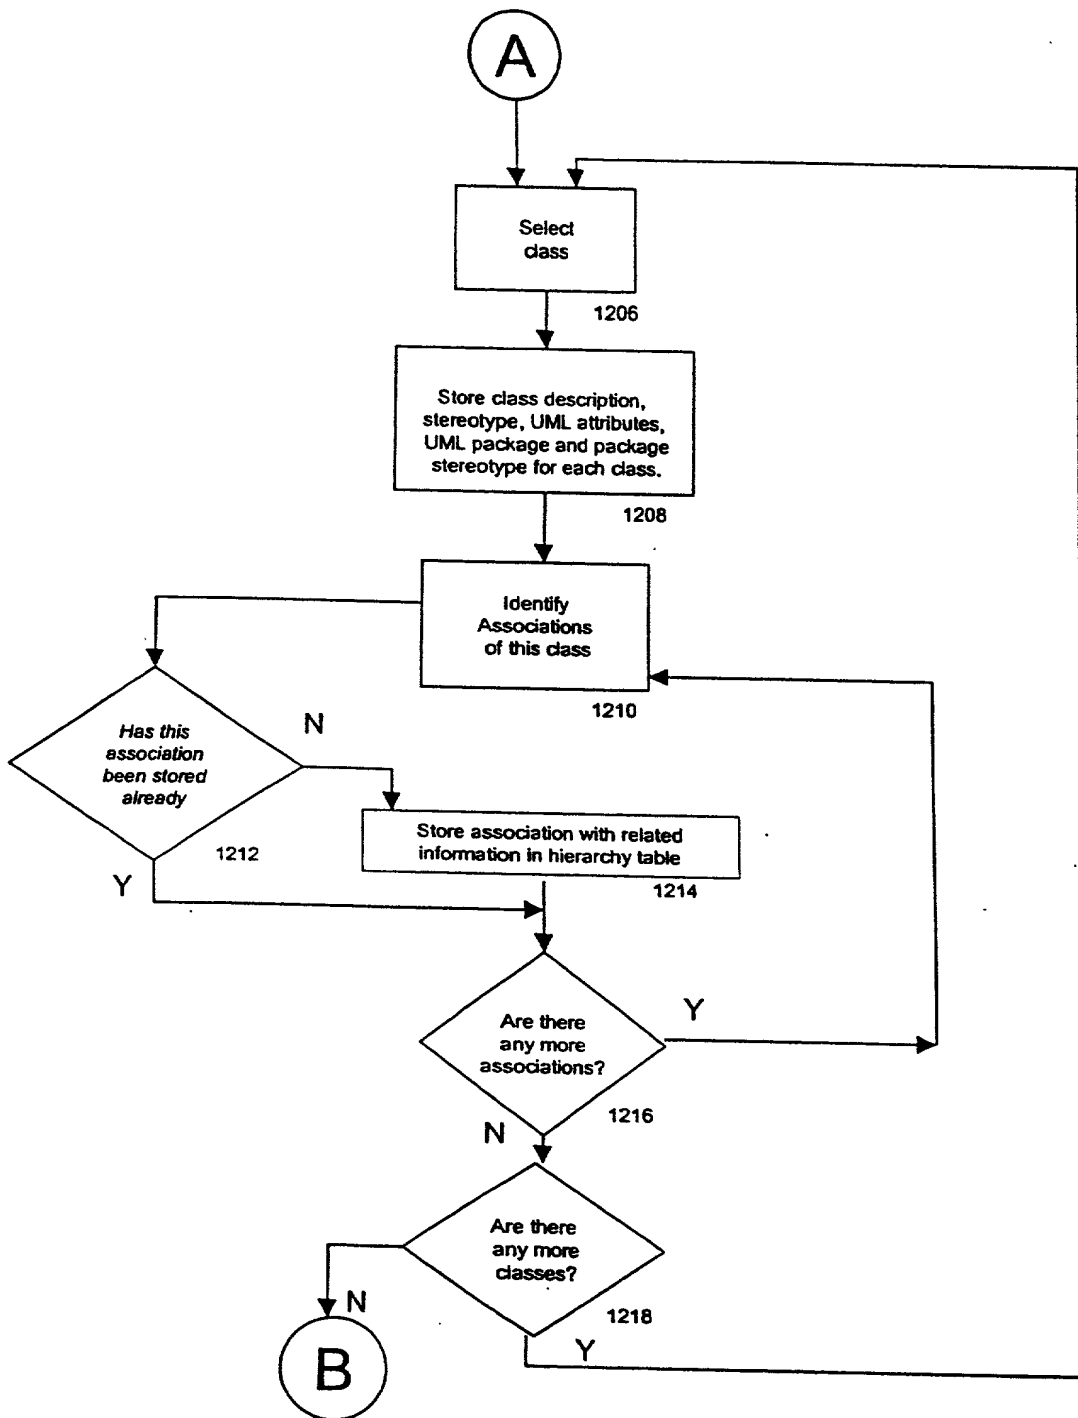 A
Select
class
1206
Store class description,
stereotype, UML attributes,
UML package and package
stereotype for each class.
1208
Identify
Associations
of this class
1210
Has this
association
been stored
already
N
1212
Y
Store association with related
information in hierarchy table
1214
Are there
any more
associations?
Y
1216
N
Are there
any more
classes?
1218
N
Y
B